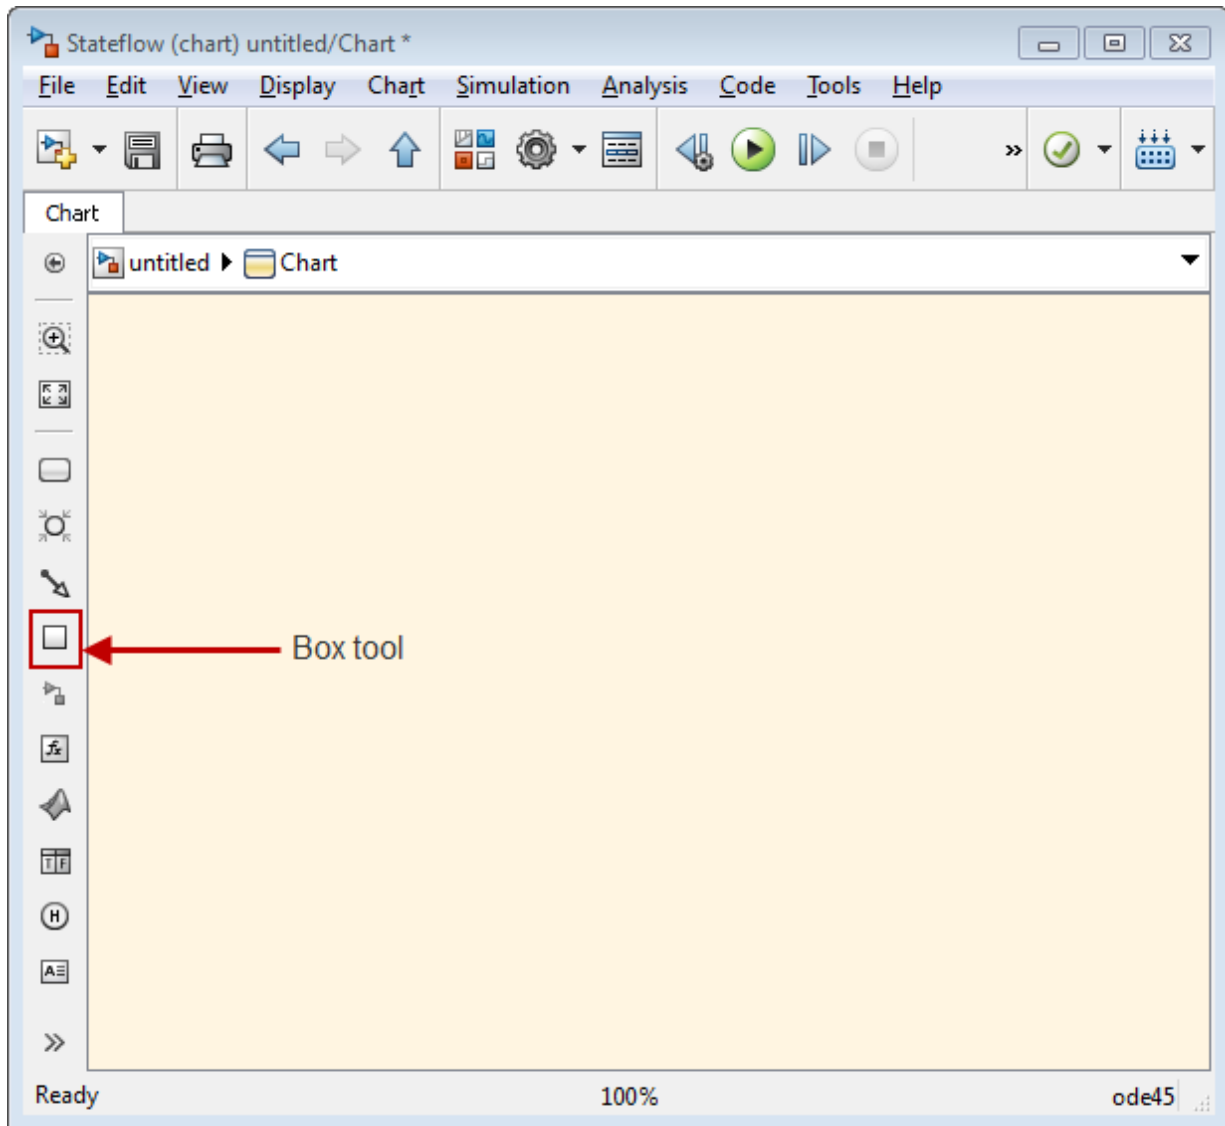 Stateflow (chart) untitled/Chart *
File Edit View Display Chart Simulation Analysis Code Tools Help
»
Chart
untitled Chart
Box tool
fx
T F
H
A
»
Ready 100% ode45